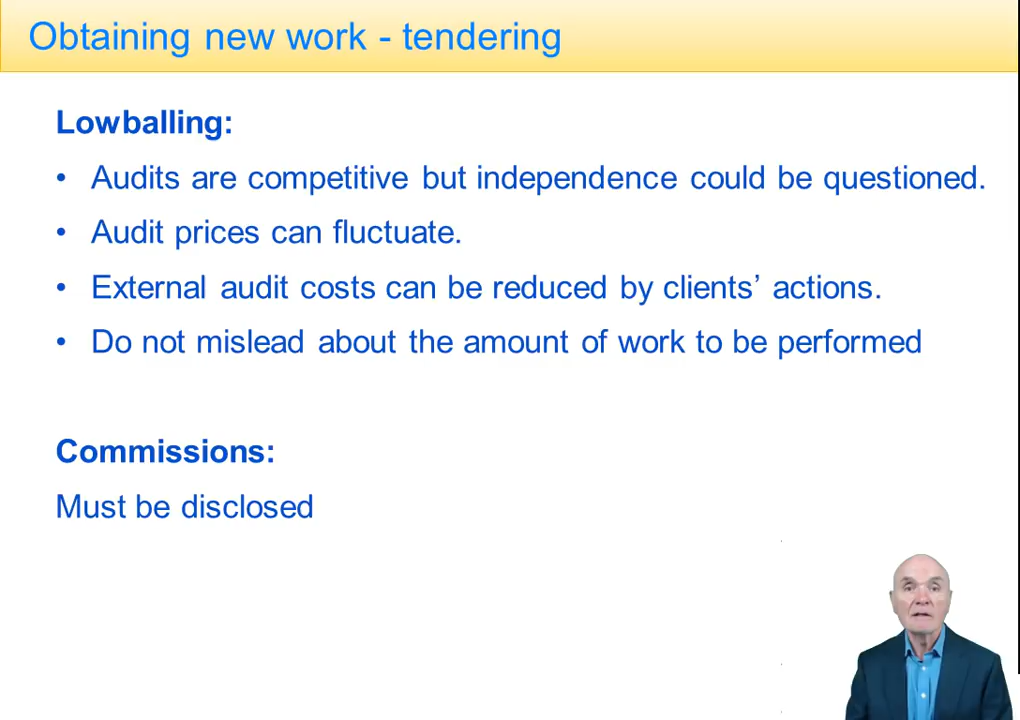 Obtaining new work - tendering
Lowballing:
• Audits are competitive but independence could be questioned.
• Audit prices can fluctuate.
• External audit costs can be reduced by clients’ actions.
• Do not mislead about the amount of work to be performed
Commissions:
Must be disclosed